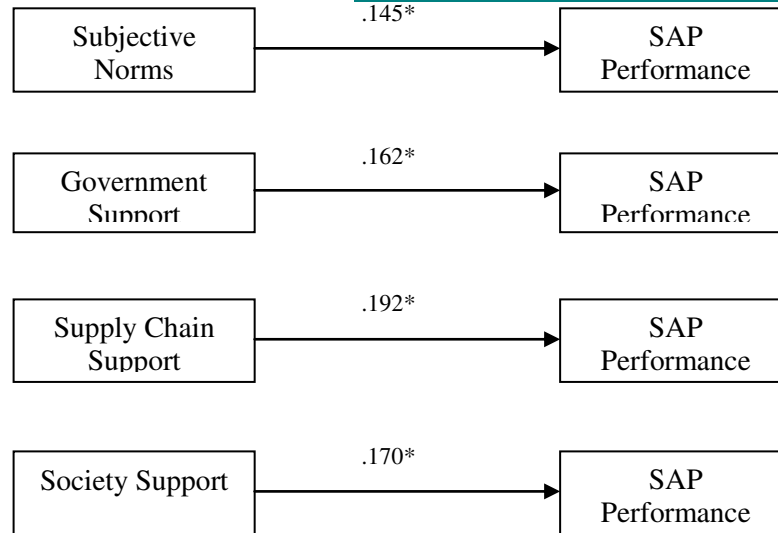 .145*
Subjective
Norms
SAP
Performance
.162*
Government
Support
SAP
Performance
.192*
Supply Chain
Support
SAP
Performance
.170*
Society Support
SAP
Performance